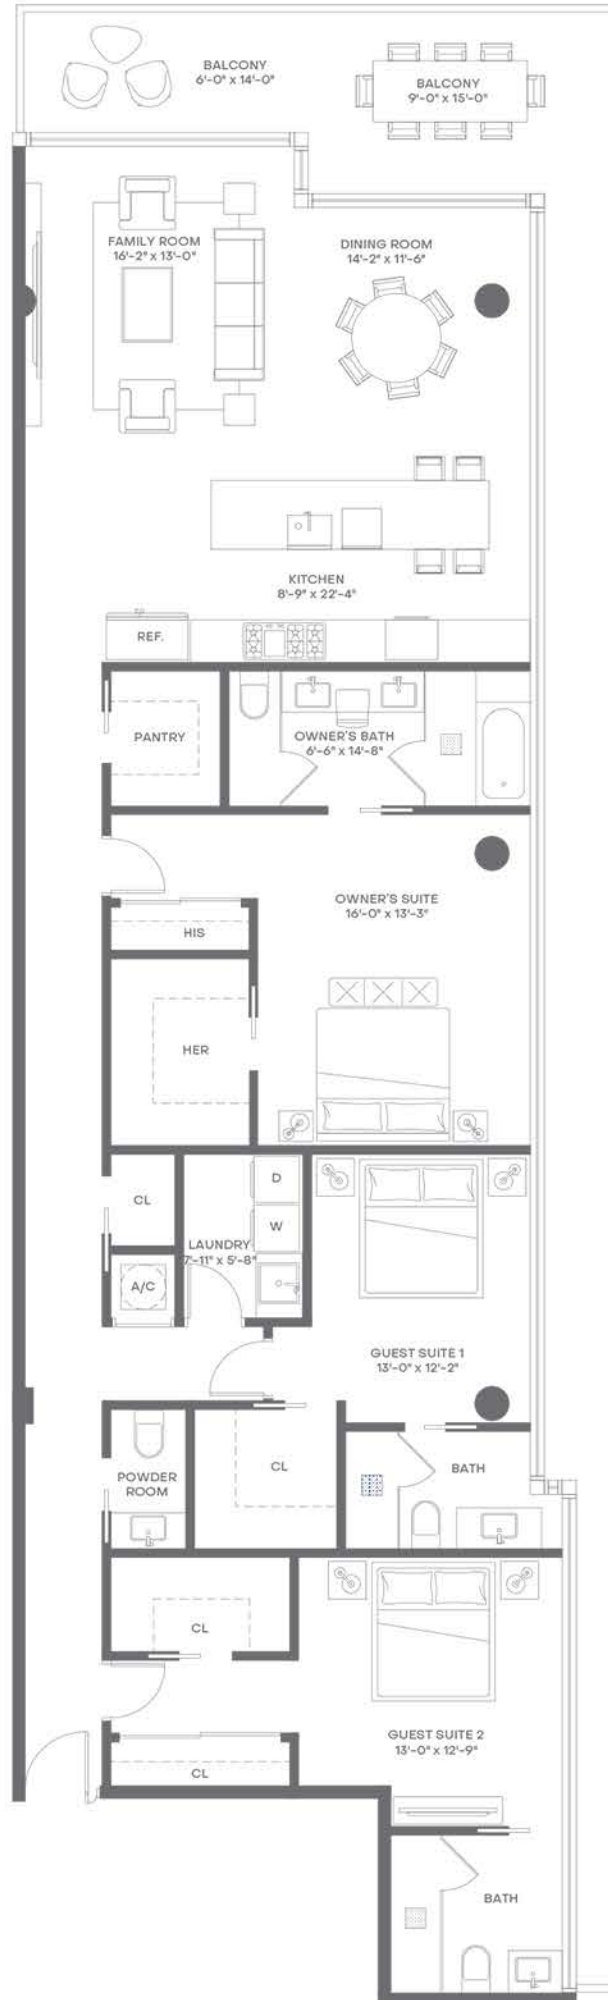 BALCONY
6'-0" x 14'-0"
BALCONY
9'-0" x 15'-0"
FAMILY ROOM
16'-2" x 13'-0"
DINING ROOM
14'-2" x 11'-6"
KITCHEN
8'-9" x 22'-4"
REF.
PANTRY
OWNER'S BATH
6'-6" x 14'-8"
OWNER'S SUITE
16'-0" x 13'-3"
HIS
HER
CL
D
W
LAUNDRY
7'-11" x 5'-8"
A/C
GUEST SUITE 1
13'-0" x 12'-2"
CL
BATH
POWDER
ROOM
CL
GUEST SUITE 2
13'-0" x 12'-9"
CL
BATH